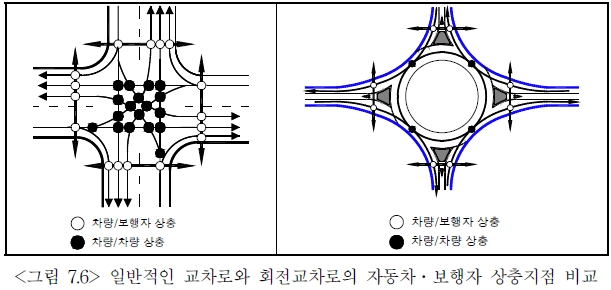 차량/보행자 상충
차량/차량 상충
차량/보행자 상충
차량/차량 상충
<그림 7.6> 일반적인 교차로와 회전교차로의 자동차·보행자 상충지점 비교